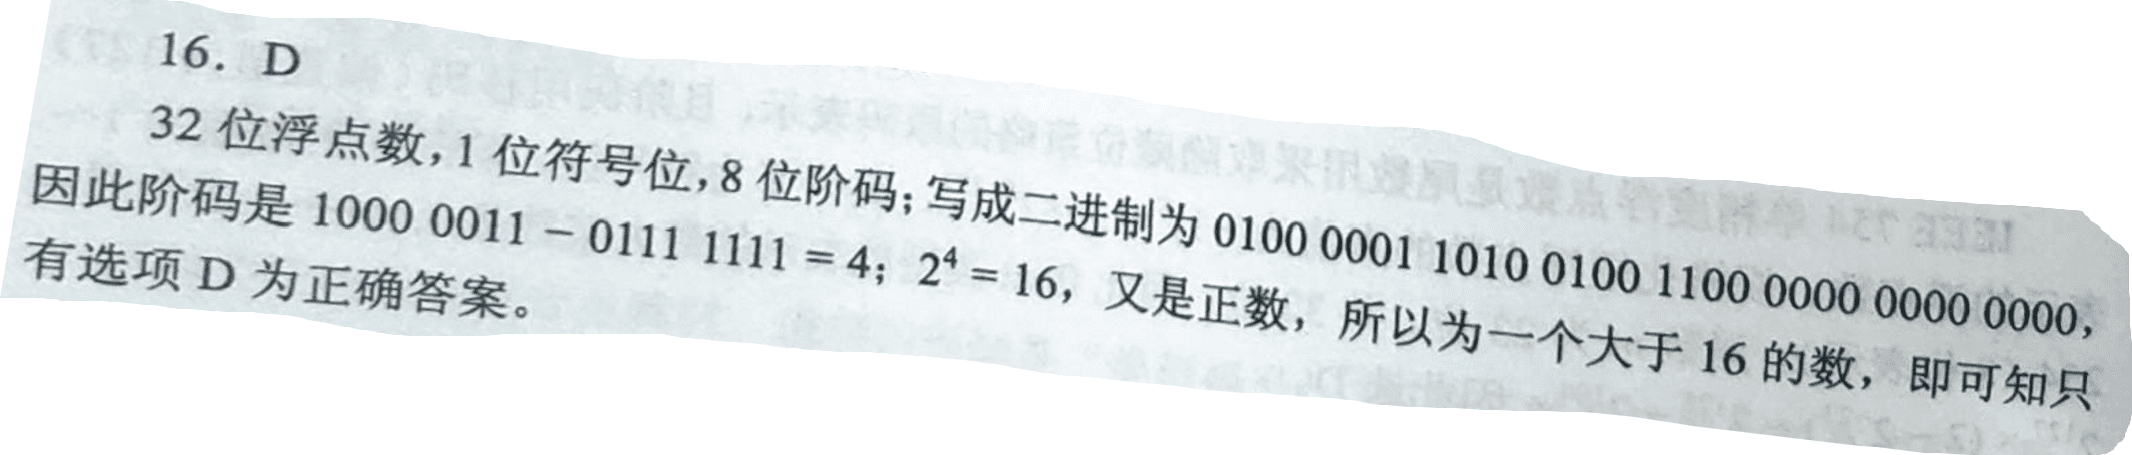 16. D
32 位浮点数,1 位符号位,8 位阶码;写成二进制为 0100 0001 1010 0100 1100 0000 0000 0000,
因此阶码是 1000 0011 − 0111 1111 = 4；2⁴ = 16，又是正数，所以为一个大于 16 的数，即可知只
有选项 D 为正确答案。